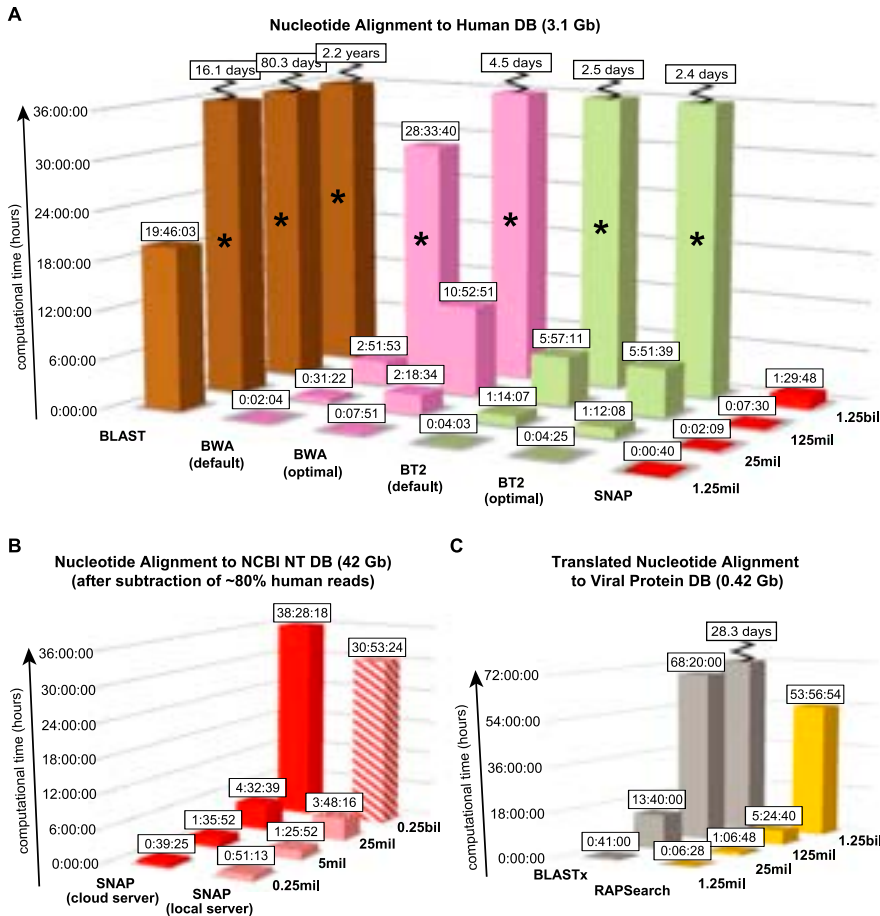 A
Nucleotide Alignment to Human DB (3.1 Gb)
16.1 days
80.3 days
2.2 years
4.5 days
2.5 days
2.4 days
computational time (hours)
36:00:00
30:00:00
24:00:00
18:00:00
12:00:00
6:00:00
0:00:00
19:46:03
*
*
*
28:33:40
*
*
*
*
0:02:04
0:31:22
2:51:53
10:52:51
0:07:51
2:18:34
5:57:11
5:51:39
0:04:03
1:14:07
0:04:25
1:12:08
0:00:40
0:02:09
0:07:30
1:29:48
BLAST
BWA
(default)
BWA
(optimal)
BT2
(default)
BT2
(optimal)
SNAP
1.25mil
25mil
125mil
1.25bil
B
Nucleotide Alignment to NCBI NT DB (42 Gb)
(after subtraction of ~80% human reads)
computational time (hours)
36:00:00
30:00:00
24:00:00
18:00:00
12:00:00
6:00:00
0:00:00
38:28:18
30:53:24
4:32:39
3:48:16
1:35:52
1:25:52
0:39:25
0:51:13
SNAP
(cloud server)
SNAP
(local server)
0.25mil
5mil
25mil
0.25bil
C
Translated Nucleotide Alignment
to Viral Protein DB (0.42 Gb)
computational time (hours)
72:00:00
54:00:00
36:00:00
18:00:00
0:00:00
28.3 days
68:20:00
53:56:54
13:40:00
5:24:40
0:41:00
1:06:48
0:06:28
BLASTx
RAPSearch
1.25mil
25mil
125mil
1.25bil